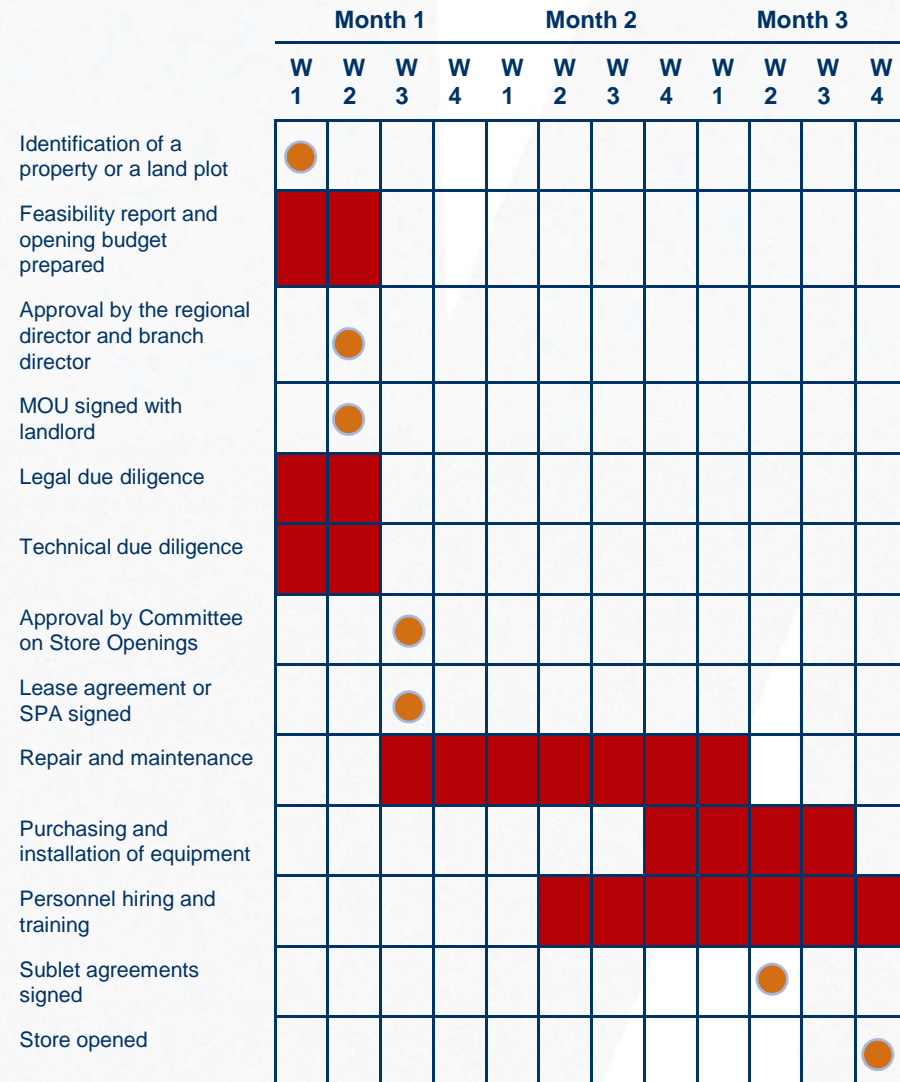 Month 1 Month 2 Month 3
W W W W W W W W W W W W
1 2 3 4 1 2 3 4 1 2 3 4
Identification of a
property or a land plot
Feasibility report and
opening budget
prepared
Approval by the regional
director and branch
director
MOU signed with
landlord
Legal due diligence
Technical due diligence
Approval by Committee
on Store Openings
Lease agreement or
SPA signed
Repair and maintenance
Purchasing and
installation of equipment
Personnel hiring and
training
Sublet agreements
signed
Store opened